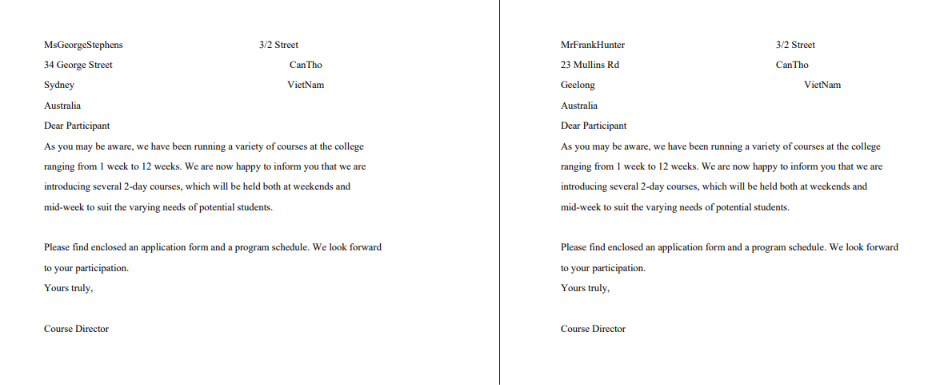 MsGeorgeStephens 3/2 Street
34 George Street CanTho
Sydney VietNam
Australia
Dear Participant
As you may be aware, we have been running a variety of courses at the college
ranging from 1 week to 12 weeks. We are now happy to inform you that we are
introducing several 2-day courses, which will be held both at weekends and
mid-week to suit the varying needs of potential students.
Please find enclosed an application form and a program schedule. We look forward
to your participation.
Yours truly,
Course Director
MrFrankHunter 3/2 Street
23 Mullins Rd CanTho
Geelong VietNam
Australia
Dear Participant
As you may be aware, we have been running a variety of courses at the college
ranging from 1 week to 12 weeks. We are now happy to inform you that we are
introducing several 2-day courses, which will be held both at weekends and
mid-week to suit the varying needs of potential students.
Please find enclosed an application form and a program schedule. We look forward
to your participation.
Yours truly,
Course Director